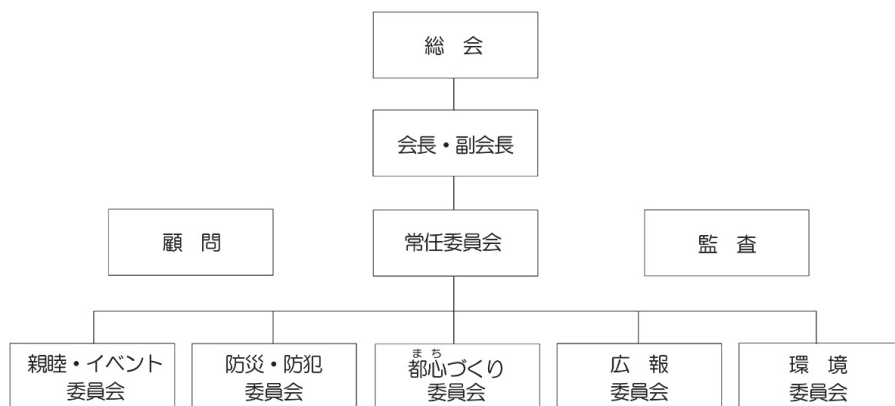 総　会
会長・副会長
顧　問
常任委員会
監　査
親睦・イベント
委員会
防災・防犯
委員会
まち
都心づくり
委員会
広　報
委員会
環　境
委員会